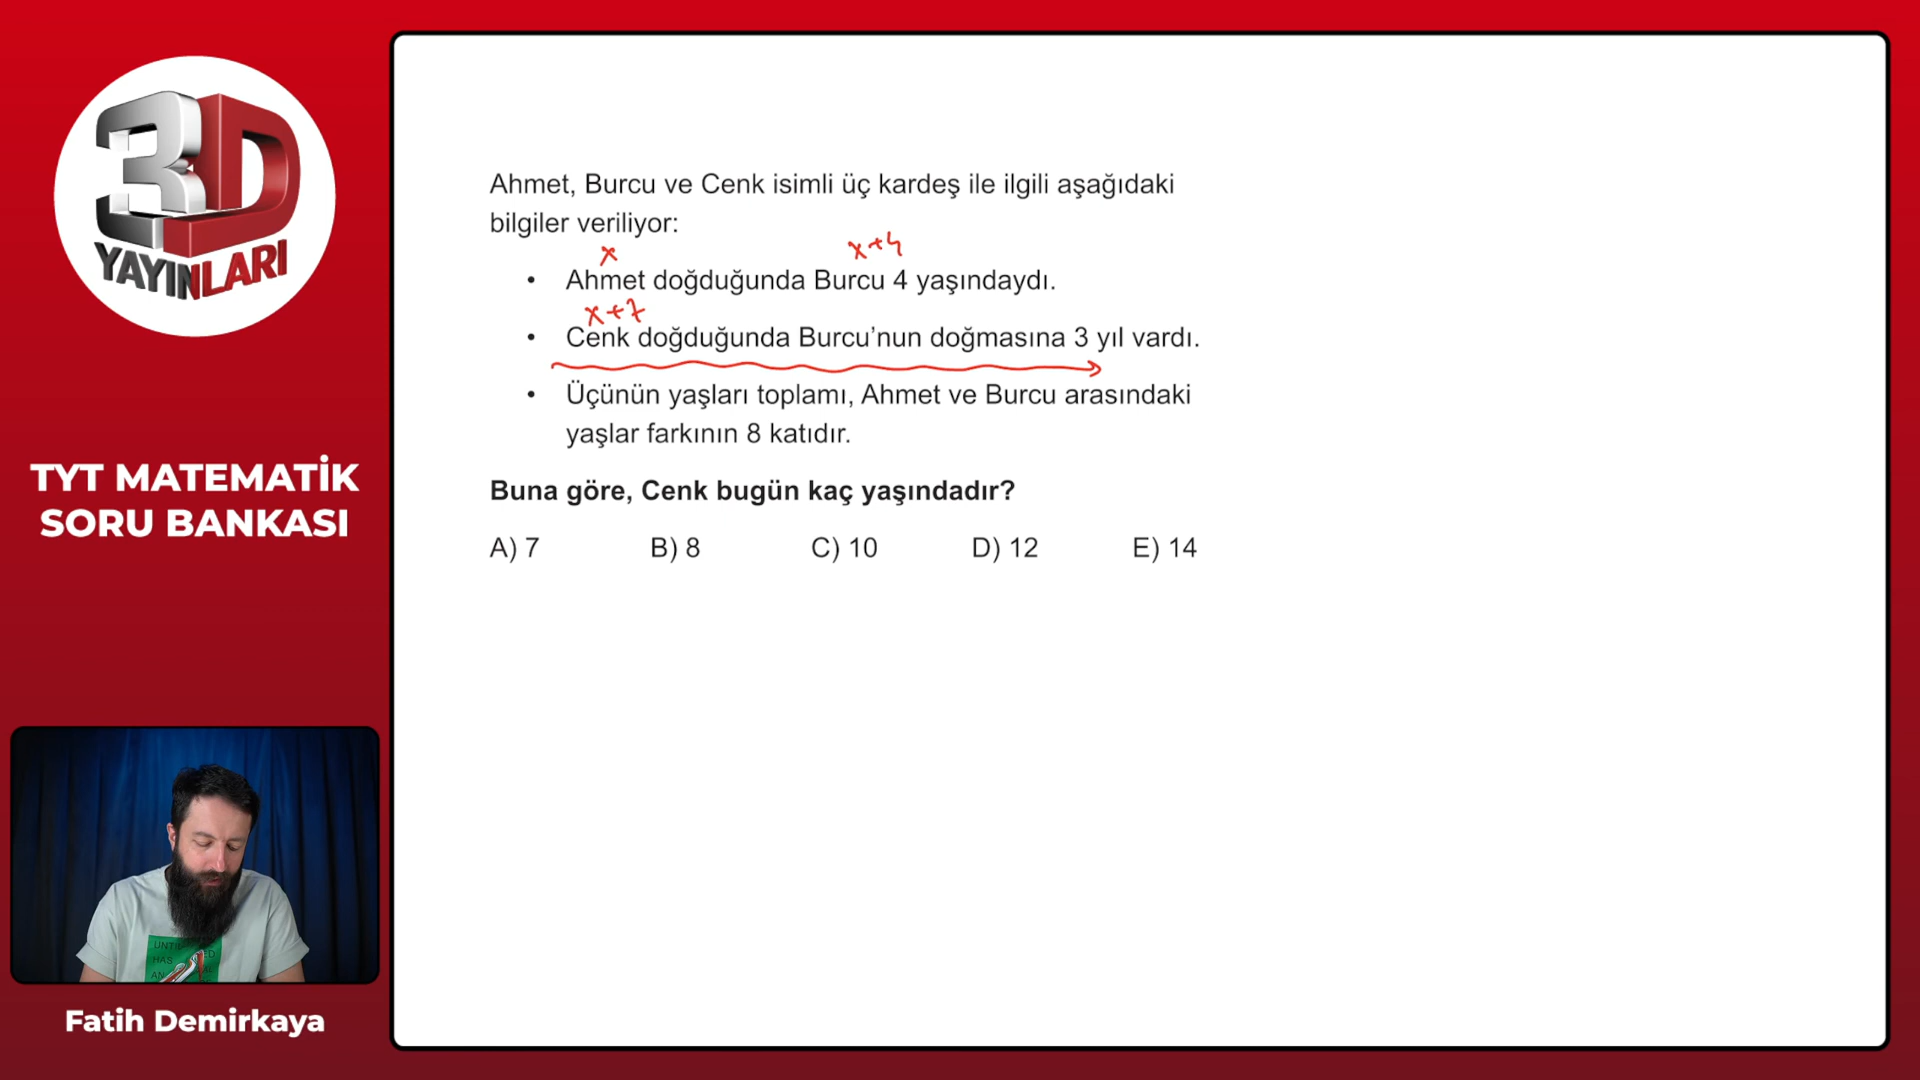 3D
YAYINLARI
TYT MATEMATİK
SORU BANKASI
Fatih Demirkaya
Ahmet, Burcu ve Cenk isimli üç kardeş ile ilgili aşağıdaki
bilgiler veriliyor:
x x+4
• Ahmet doğduğunda Burcu 4 yaşındaydı.
x+7
• Cenk doğduğunda Burcu’nun doğmasına 3 yıl vardı.
• Üçünün yaşları toplamı, Ahmet ve Burcu arasındaki
yaşlar farkının 8 katıdır.
Buna göre, Cenk bugün kaç yaşındadır?
A) 7 B) 8 C) 10 D) 12 E) 14